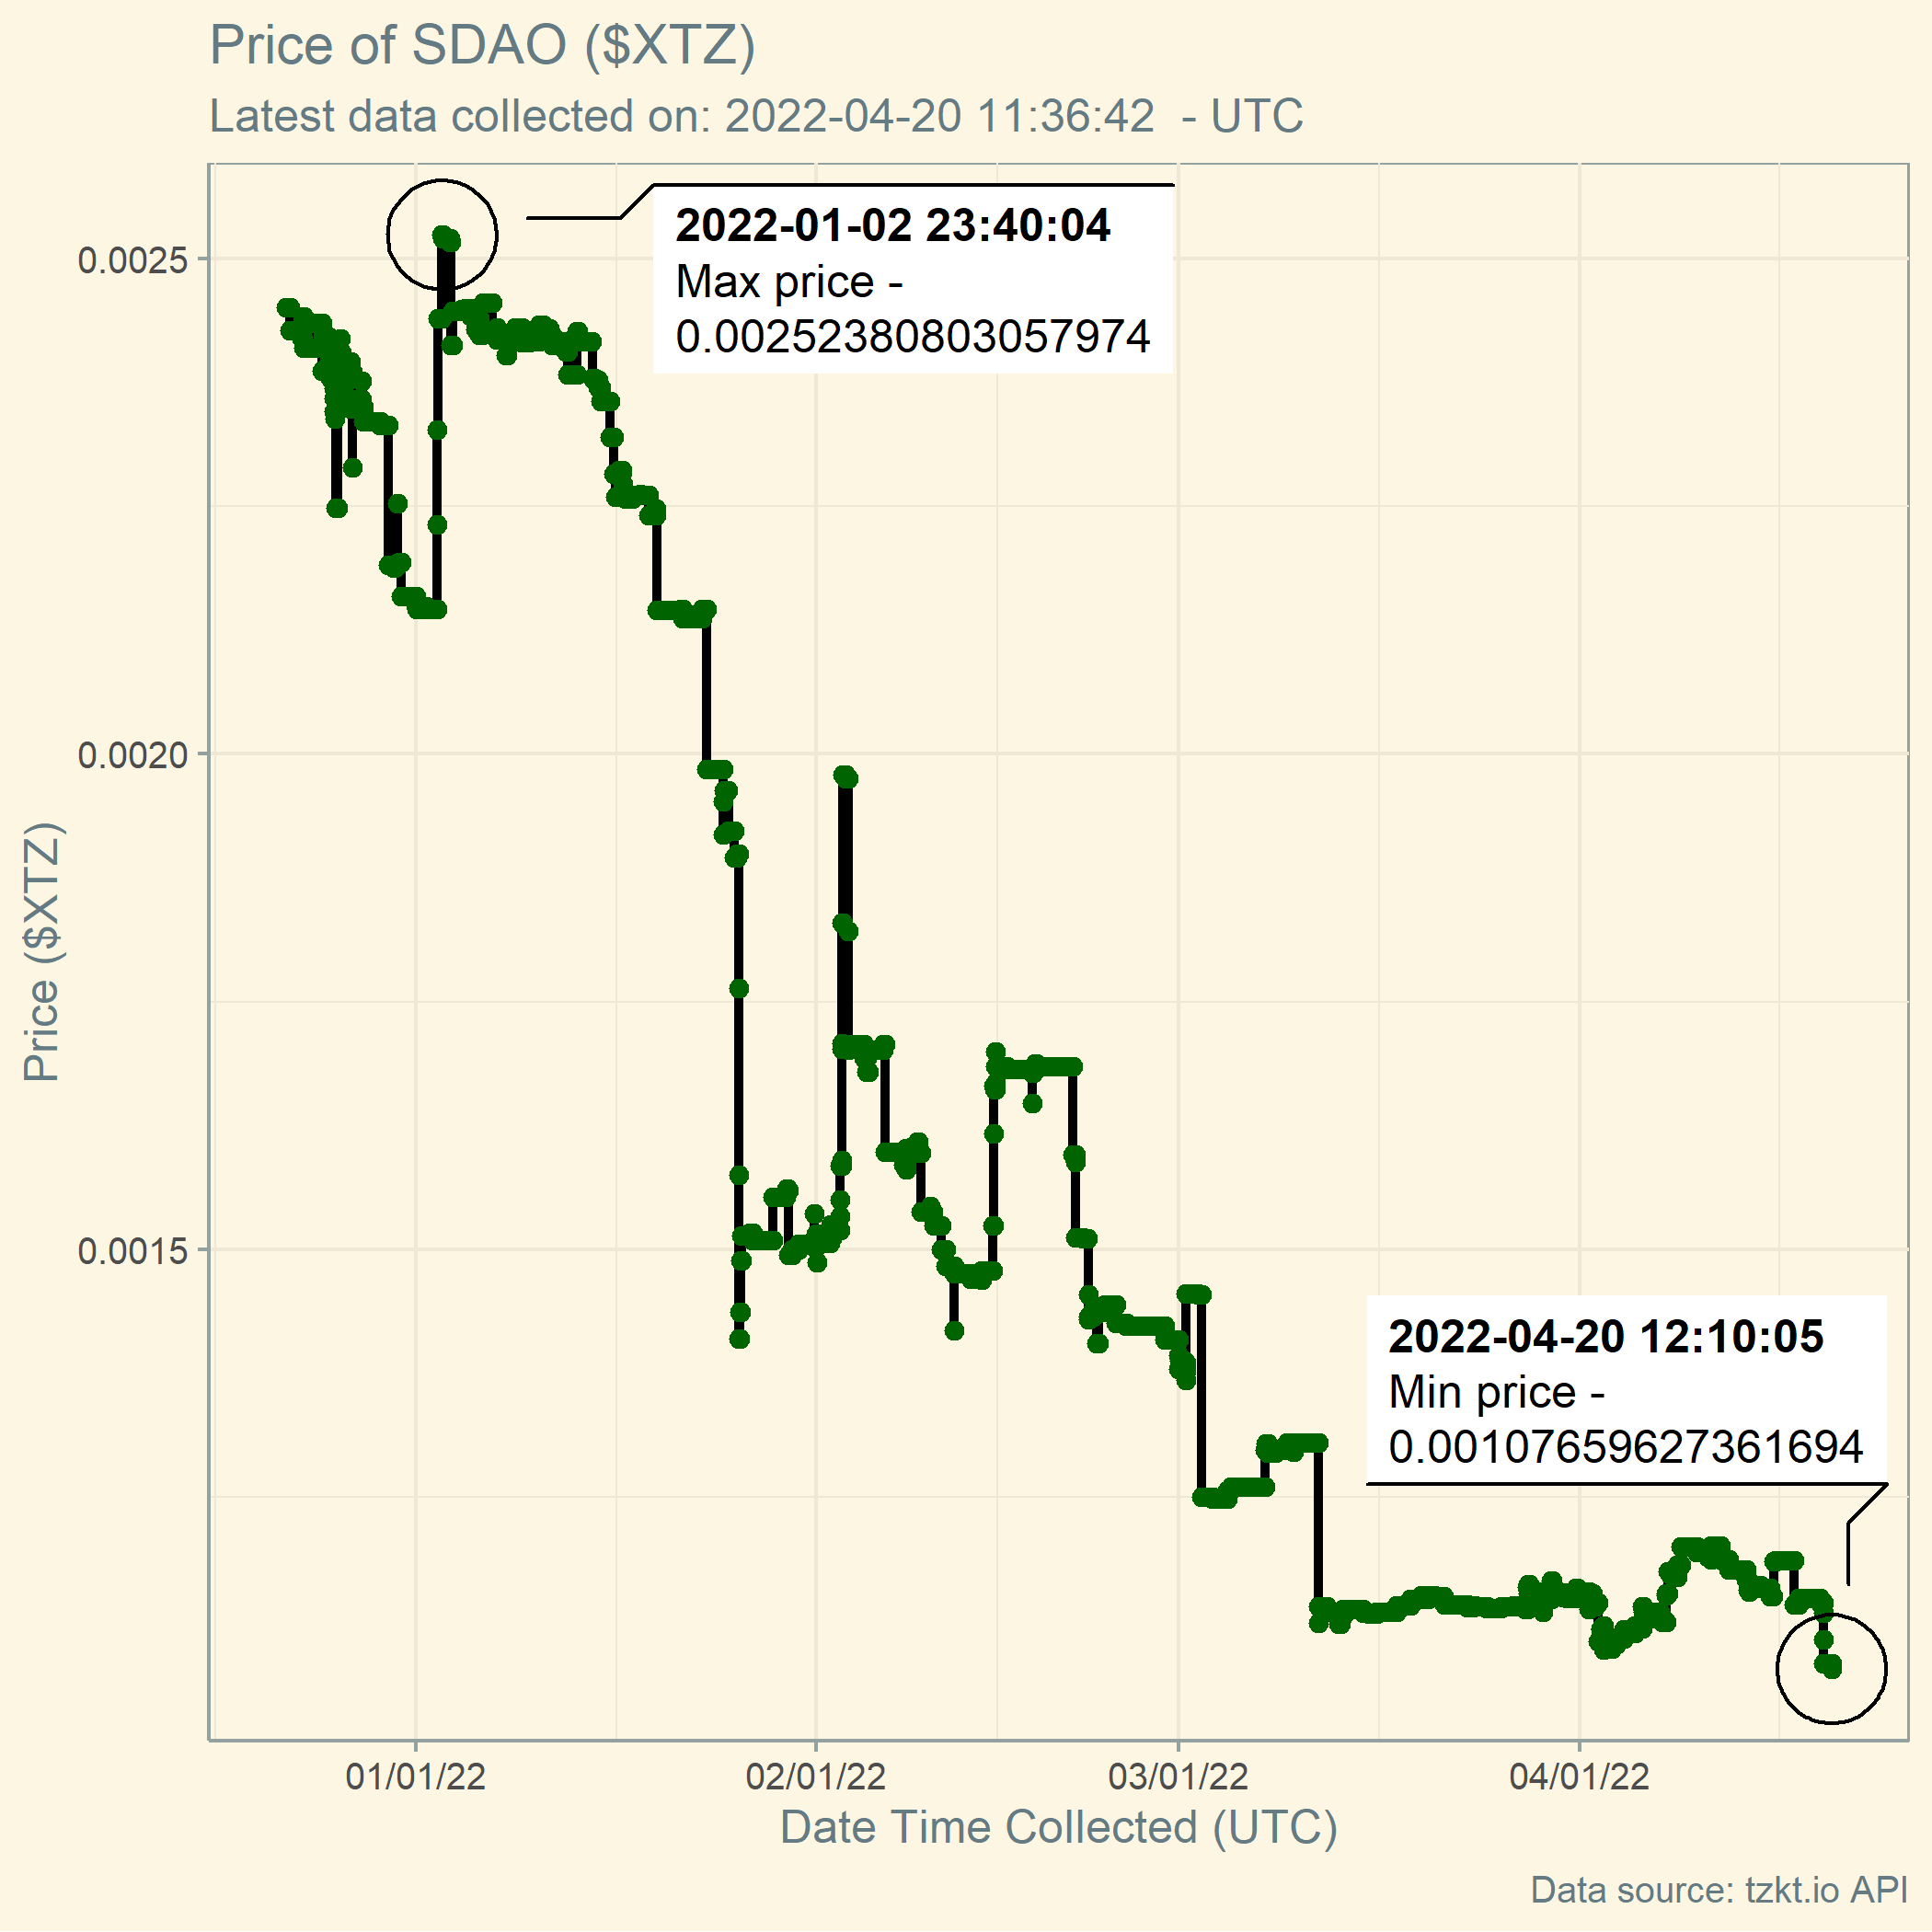 Price of SDAO ($XTZ)
Latest data collected on: 2022-04-20 11:36:42  - UTC
2022-01-02 23:40:04
Max price -
0.00252380803057974
0.0025
0.0020
0.0015
Price ($XTZ)
2022-04-20 12:10:05
Min price -
0.00107659627361694
01/01/22
02/01/22
03/01/22
04/01/22
Date Time Collected (UTC)
Data source: tzkt.io API